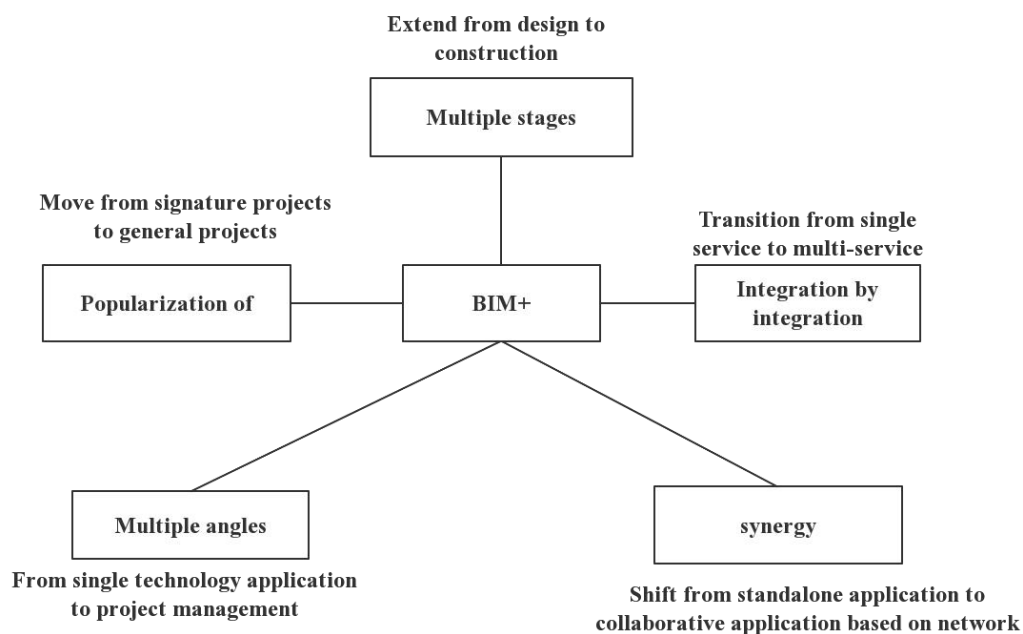 Extend from design to
construction
Multiple stages
Move from signature projects
to general projects
Popularization of
BIM+
Transition from single
service to multi-service
Integration by
integration
Multiple angles
From single technology application
to project management
synergy
Shift from standalone application to
collaborative application based on network